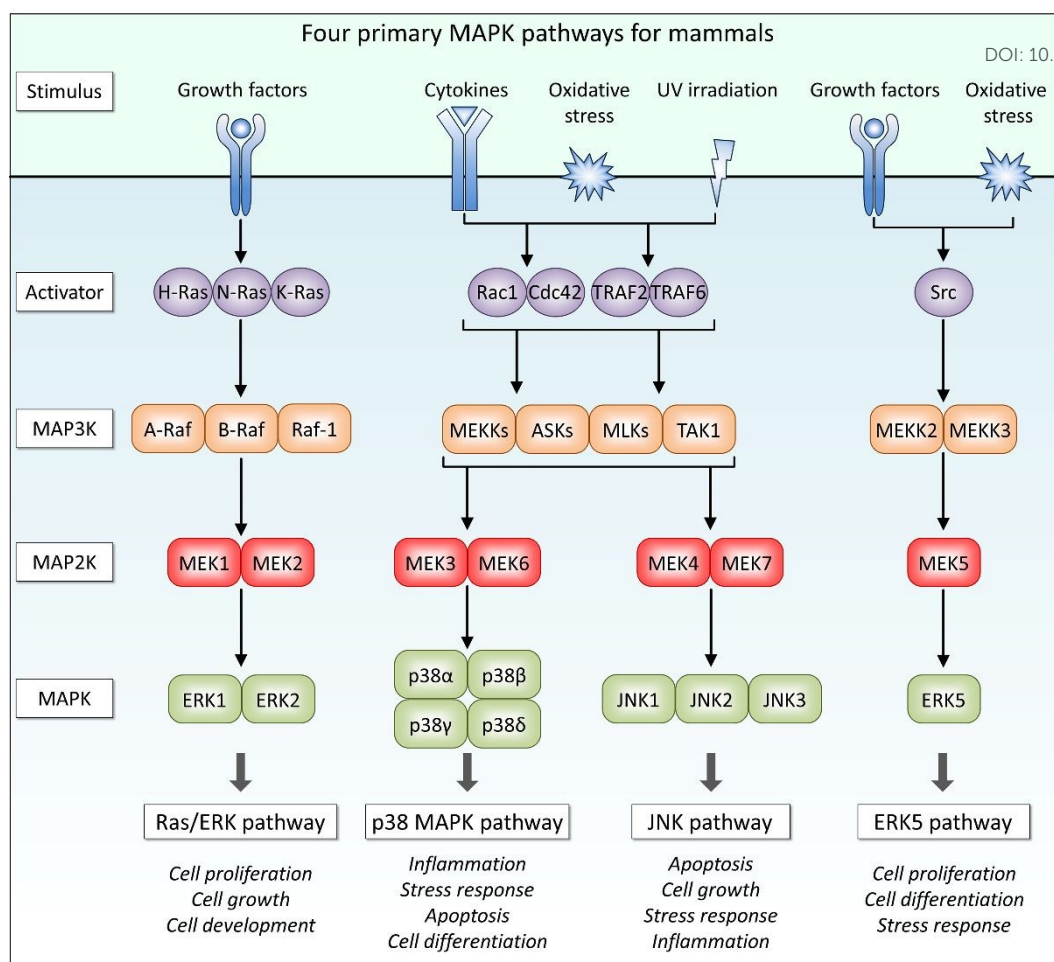 Four primary MAPK pathways for mammals
DOI: 10.
Stimulus
Growth factors
Cytokines
Oxidative
stress
UV irradiation
Growth factors
Oxidative
stress
Activator
H-Ras N-Ras K-Ras
Rac1 Cdc42 TRAF2 TRAF6
Src
MAP3K
A-Raf B-Raf Raf-1
MEKKs ASKs MLKs TAK1
MEKK2 MEKK3
MAP2K
MEK1 MEK2
MEK3 MEK6
MEK4 MEK7
MEK5
MAPK
ERK1 ERK2
p38α p38β
p38γ p38δ
JNK1 JNK2 JNK3
ERK5
Ras/ERK pathway
Cell proliferation
Cell growth
Cell development
p38 MAPK pathway
Inflammation
Stress response
Apoptosis
Cell differentiation
JNK pathway
Apoptosis
Cell growth
Stress response
Inflammation
ERK5 pathway
Cell proliferation
Cell differentiation
Stress response